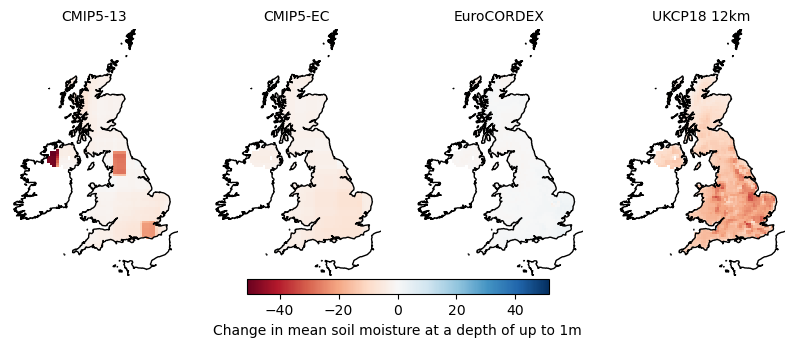 CMIP5-13 CMIP5-EC EuroCORDEX UKCP18 12km
−40 −20 0 20 40
Change in mean soil moisture at a depth of up to 1m